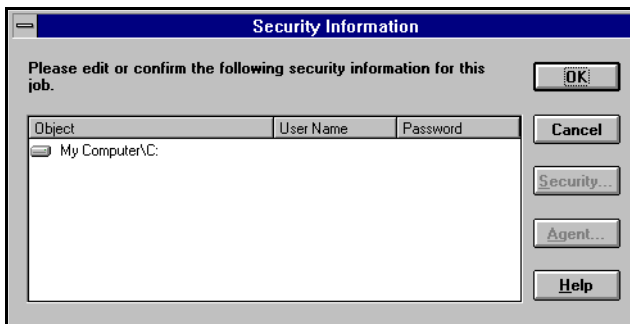 Security Information
Please edit or confirm the following security information for this
job.
OK
Object User Name Password
My Computer\C:
Cancel
Security...
Agent...
Help